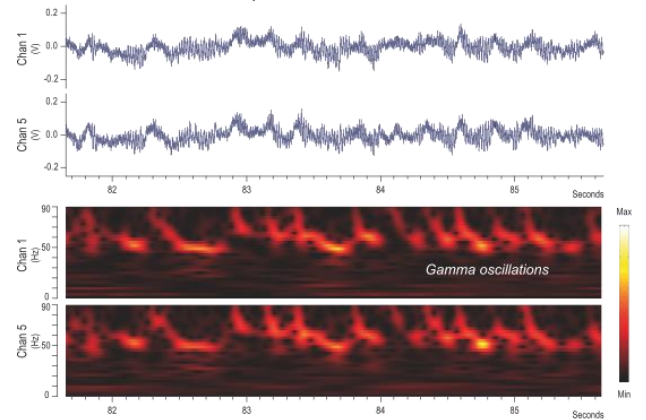 0.2
Chan 1
(V)
0.0
-0.2
0.2
Chan 5
(V)
0.0
-0.2
82 83 84 85 Seconds
Max
90
Chan 1
(Hz)
50
0
Gamma oscillations
90
Chan 5
(Hz)
50
0
Min
82 83 84 85 Seconds